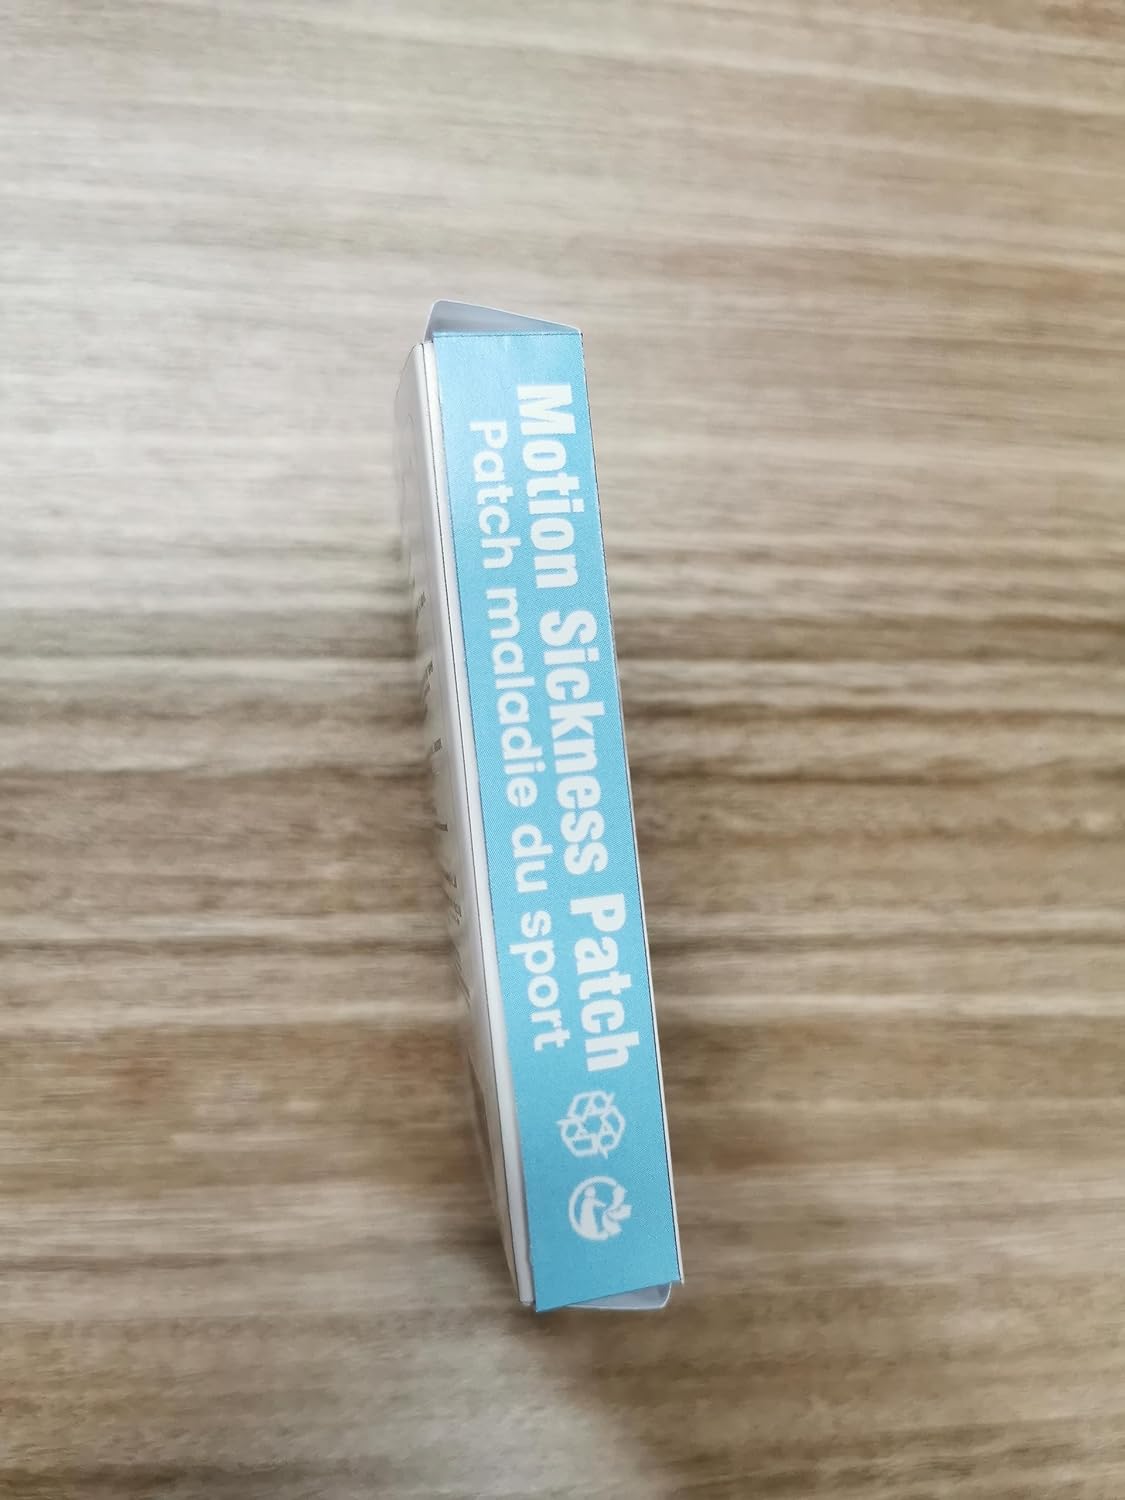 Motion Sickness Patch
Patch maladie du sport